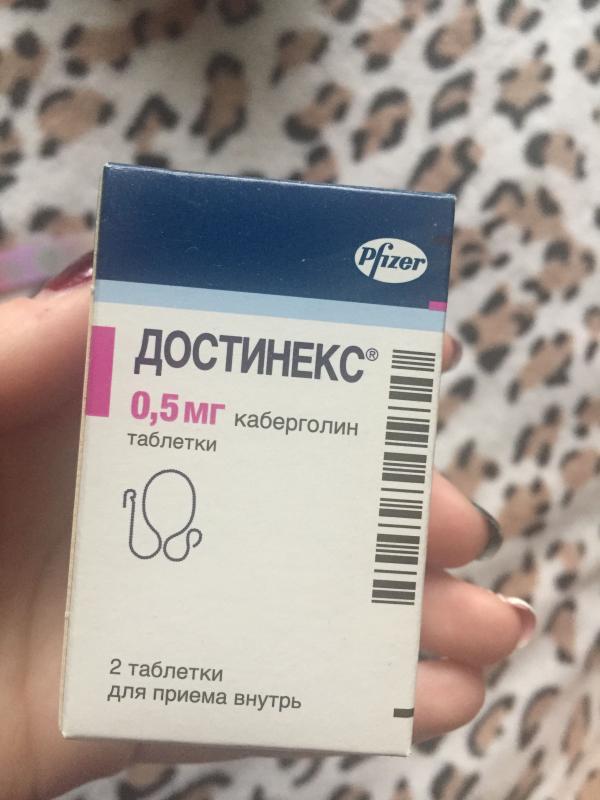 Pfizer
ДОСТИНЕКС®
0,5 мг каберголин
таблетки
2 таблетки
для приема внутрь